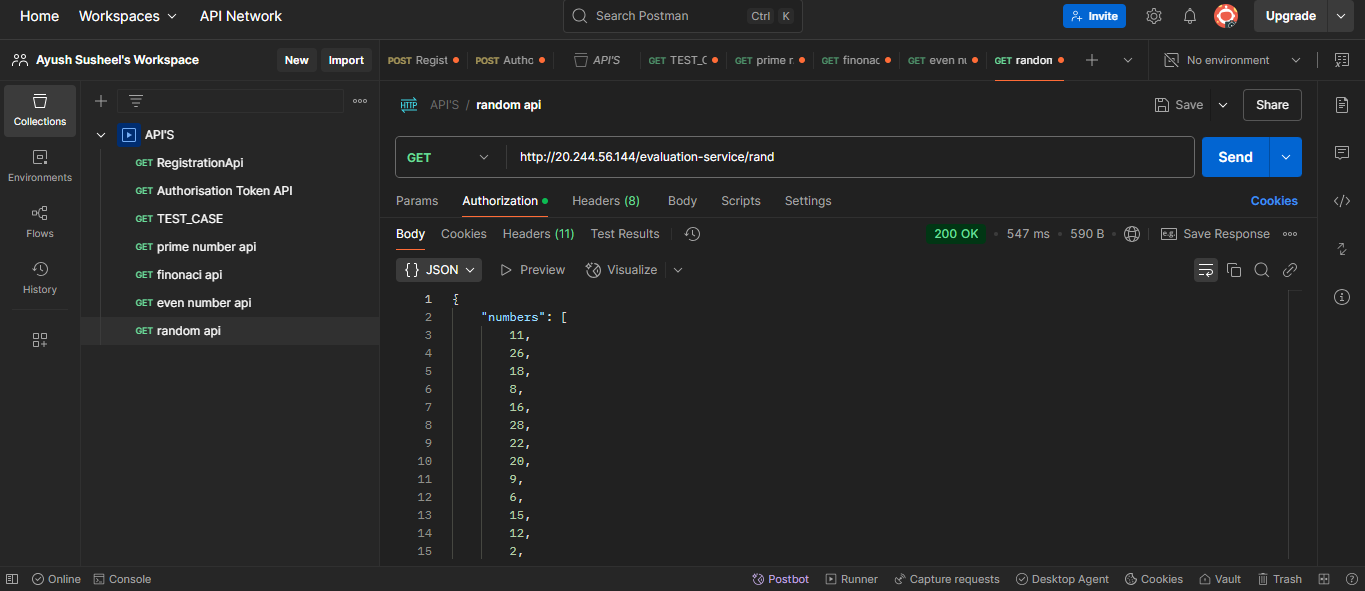 Home Workspaces API Network Search Postman Ctrl K Invite Upgrade
Ayush Susheel's Workspace New Import POST Regist POST Autho API'S GET TEST_C GET prime r GET finonac GET even nu GET randon No environment
Collections
Environments
Flows
History
API'S
GET RegistrationApi
GET Authorisation Token API
GET TEST_CASE
GET prime number api
GET finonaci api
GET even number api
GET random api
HTTP API'S / random api Save Share
GET http://20.244.56.144/evaluation-service/rand Send
Params Authorization Headers (8) Body Scripts Settings Cookies
Body Cookies Headers (11) Test Results 200 OK 547 ms 590 B e.g. Save Response
{} JSON Preview Visualize
1 {
2 "numbers": [
3 11,
4 26,
5 18,
6 8,
7 16,
8 28,
9 22,
10 20,
11 9,
12 6,
13 15,
14 12,
15 2,
Online Console Postbot Runner Capture requests Desktop Agent Cookies Vault Trash